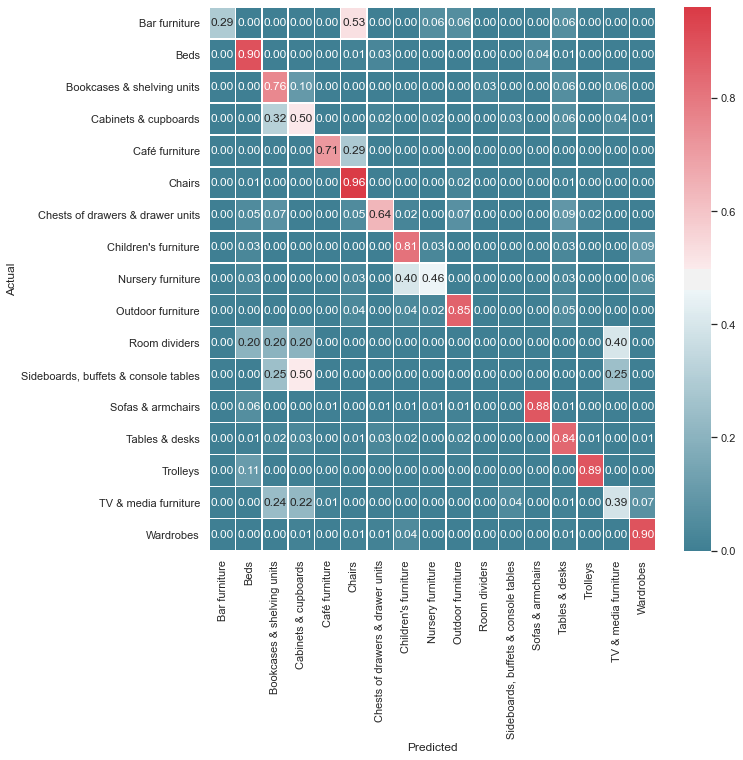 Bar furniture 0.29 0.00 0.00 0.00 0.00 0.53 0.00 0.00 0.06 0.06 0.00 0.00 0.00 0.06 0.00 0.00 0.00
Beds 0.00 0.90 0.00 0.00 0.00 0.01 0.03 0.00 0.00 0.00 0.00 0.00 0.04 0.01 0.00 0.00 0.00
Bookcases & shelving units 0.00 0.00 0.76 0.10 0.00 0.00 0.00 0.00 0.00 0.00 0.03 0.00 0.00 0.06 0.00 0.06 0.00
0.8
Cabinets & cupboards 0.00 0.00 0.32 0.50 0.00 0.00 0.02 0.00 0.02 0.00 0.00 0.03 0.00 0.06 0.00 0.04 0.01
Café furniture 0.00 0.00 0.00 0.00 0.71 0.29 0.00 0.00 0.00 0.00 0.00 0.00 0.00 0.00 0.00 0.00 0.00
Chairs 0.00 0.01 0.00 0.00 0.00 0.96 0.00 0.00 0.00 0.02 0.00 0.00 0.00 0.01 0.00 0.00 0.00
Chests of drawers & drawer units 0.00 0.05 0.07 0.00 0.00 0.05 0.64 0.02 0.00 0.07 0.00 0.00 0.00 0.09 0.02 0.00 0.00
0.6
Children's furniture 0.00 0.03 0.00 0.00 0.00 0.00 0.00 0.81 0.03 0.00 0.00 0.00 0.00 0.03 0.00 0.00 0.09
Actual
Nursery furniture 0.00 0.03 0.00 0.00 0.00 0.03 0.00 0.40 0.46 0.00 0.00 0.00 0.00 0.03 0.00 0.00 0.06
Outdoor furniture 0.00 0.00 0.00 0.00 0.00 0.04 0.00 0.04 0.02 0.85 0.00 0.00 0.00 0.05 0.00 0.00 0.00
0.4
Room dividers 0.00 0.20 0.20 0.20 0.00 0.00 0.00 0.00 0.00 0.00 0.00 0.00 0.00 0.00 0.00 0.40 0.00
Sideboards, buffets & console tables 0.00 0.00 0.25 0.50 0.00 0.00 0.00 0.00 0.00 0.00 0.00 0.00 0.00 0.00 0.00 0.25 0.00
Sofas & armchairs 0.00 0.06 0.00 0.00 0.00 0.01 0.00 0.01 0.01 0.01 0.00 0.00 0.88 0.01 0.00 0.00 0.00
Tables & desks 0.00 0.01 0.02 0.03 0.00 0.01 0.03 0.02 0.00 0.02 0.00 0.00 0.00 0.84 0.01 0.00 0.01
0.2
Trolleys 0.00 0.11 0.00 0.00 0.00 0.00 0.00 0.00 0.00 0.00 0.00 0.00 0.00 0.00 0.89 0.00 0.00
TV & media furniture 0.00 0.00 0.24 0.22 0.01 0.00 0.00 0.00 0.00 0.00 0.00 0.04 0.00 0.01 0.00 0.39 0.07
Wardrobes 0.00 0.00 0.00 0.01 0.00 0.01 0.01 0.04 0.00 0.00 0.00 0.00 0.00 0.01 0.00 0.00 0.90
0.0
Bar furniture
Beds
Bookcases & shelving units
Cabinets & cupboards
Café furniture
Chairs
Chests of drawers & drawer units
Children's furniture
Nursery furniture
Outdoor furniture
Room dividers
Sideboards, buffets & console tables
Sofas & armchairs
Tables & desks
Trolleys
TV & media furniture
Wardrobes
Predicted